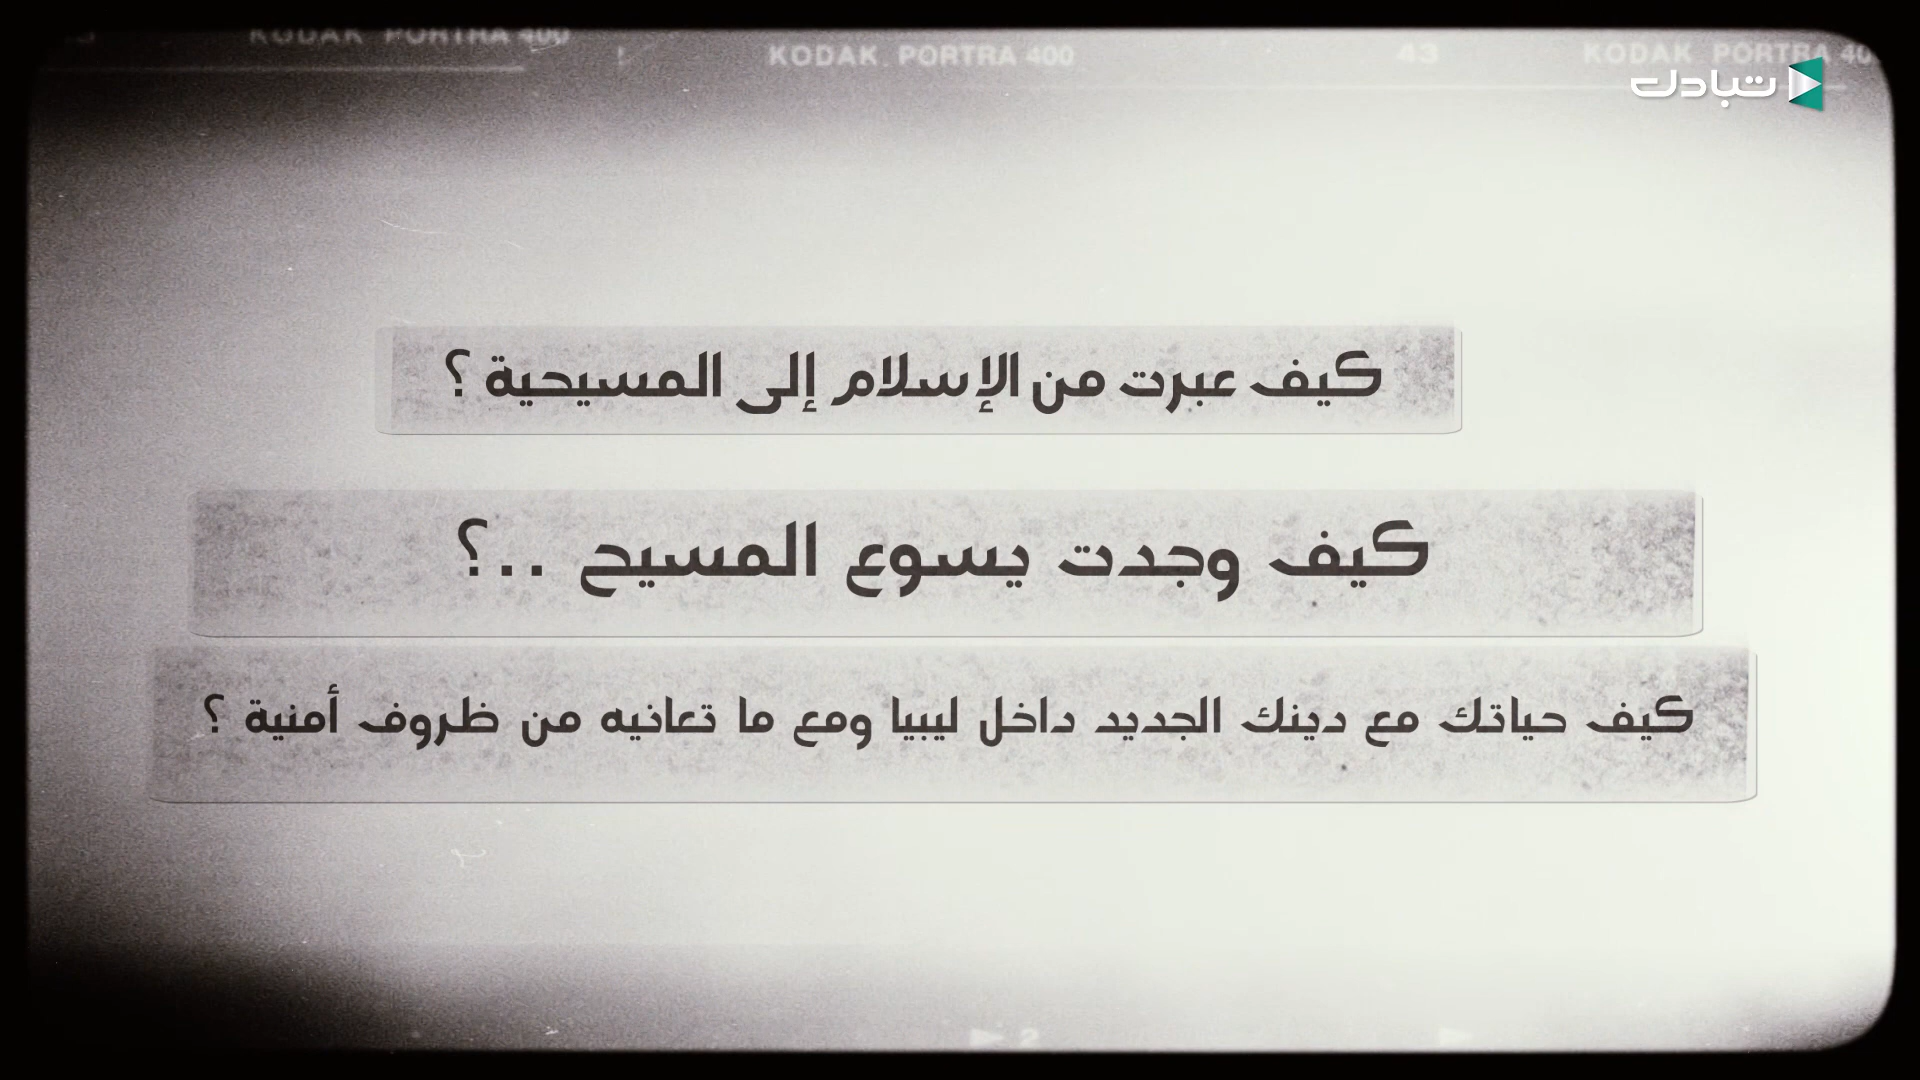 KODAK PORTRA 400
KODAK PORTRA 400
43
KODAK PORTRA 40
تبادل
كيف عبرت من الإسلام إلى المسيحية ؟
كيف وجدت يسوع المسيح ..؟
كيف حياتك مع دينك الجديد داخل ليبيا ومع ما تعانيه من ظروف أمنية ؟
2